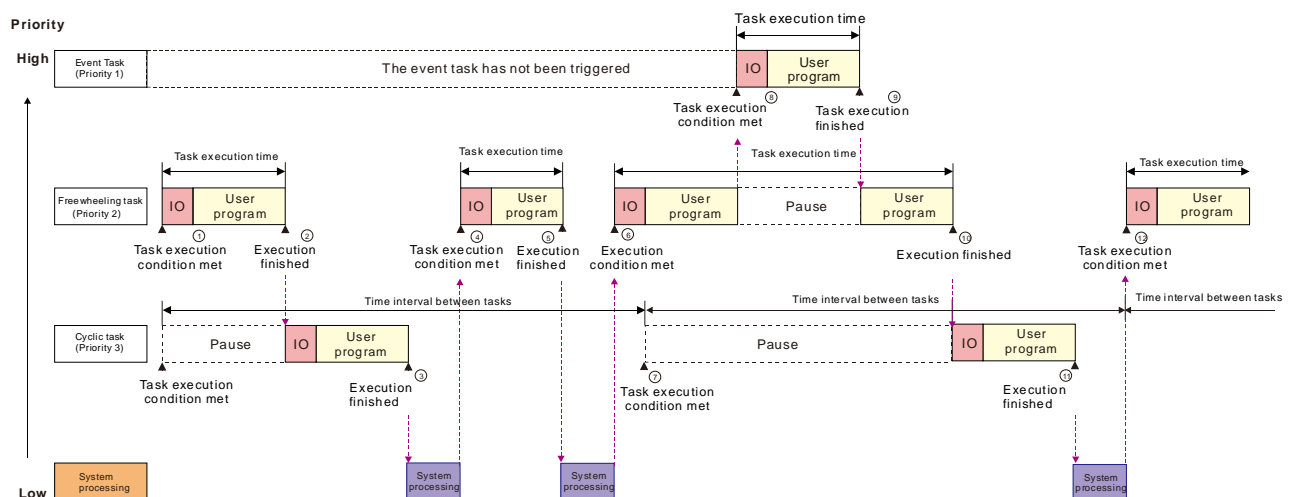 Priority
High
Task execution time
Event Task
(Priority 1)
The event task has not been triggered
IO
User
program
8
9
Task execution
condition met
Task execution
finished
Task execution time
Task execution time
Task execution time
Task execution time
Freewheeling task
(Priority 2)
IO
User
program
IO
User
program
IO
User
program
Pause
User
program
IO
User
program
1
2
4
5
6
10
12
Task execution
condition met
Execution
finished
Task execution
condition met
Execution
finished
Execution
condition met
Execution finished
Task execution
condition met
Time interval between tasks
Time interval between tasks
Time interval between tasks
Cyclic task
(Priority 3)
Pause
IO
User
program
Pause
IO
User
program
3
7
11
Task execution
condition met
Execution
finished
Task execution
condition met
Execution
finished
System
processing
System
processing
System
processing
System
processing
Low